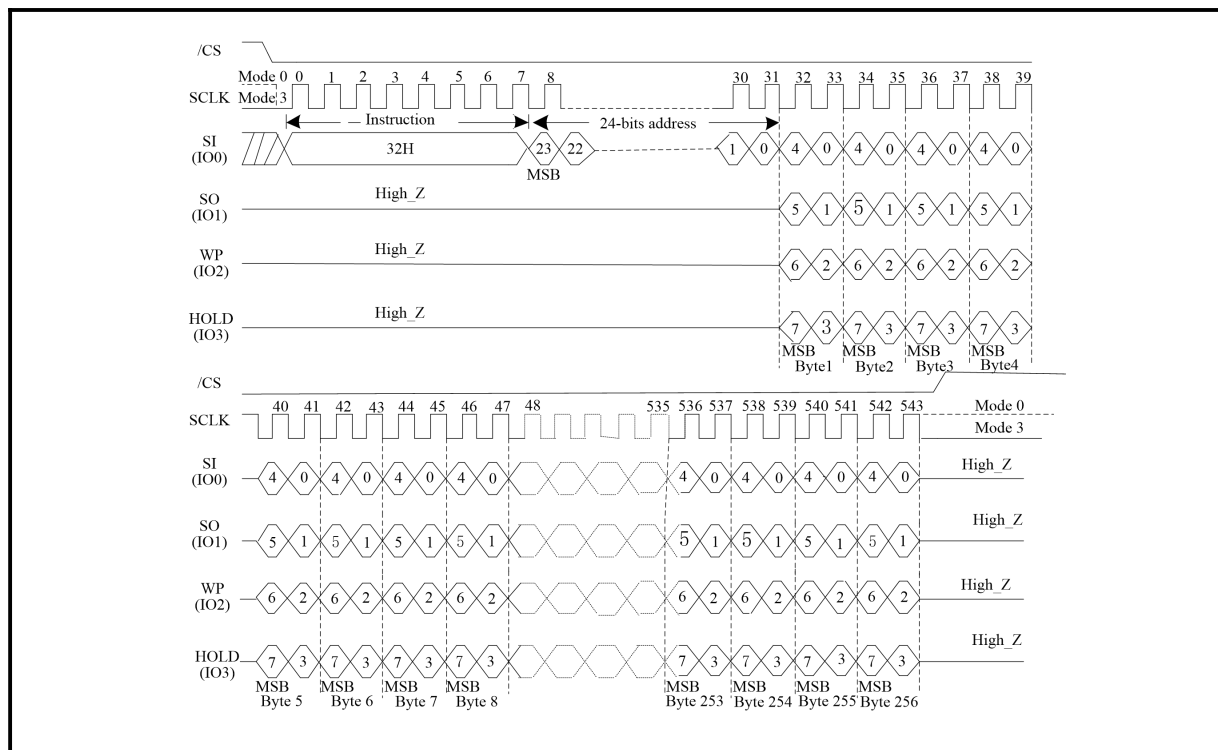 /CS
Mode 0 0 1 2 3 4 5 6 7 8 30 31 32 33 34 35 36 37 38 39
SCLK Mode 3
Instruction 24-bits address
SI
(IO0) 32H 23 22 1 0 4 0 4 0 4 0 4 0
MSB
High_Z
SO
(IO1) 5 1 5 1 5 1 5 1
High_Z
WP
(IO2) 6 2 6 2 6 2 6 2
High_Z
HOLD
(IO3) 7 3 7 3 7 3 7 3
MSB MSB MSB MSB
Byte1 Byte2 Byte3 Byte4
/CS
40 41 42 43 44 45 46 47 48 535 536 537 538 539 540 541 542 543 Mode 0
SCLK
Mode 3
SI
(IO0) 4 0 4 0 4 0 4 0 4 0 4 0 4 0 4 0 High_Z
SO
(IO1) 5 1 5 1 5 1 5 1 5 1 5 1 5 1 5 1 High_Z
WP
(IO2) 6 2 6 2 6 2 6 2 6 2 6 2 6 2 6 2 High_Z
HOLD
(IO3) 7 3 7 3 7 3 7 3 7 3 7 3 7 3 7 3 High_Z
MSB MSB MSB MSB MSB MSB MSB MSB
Byte 5 Byte 6 Byte 7 Byte 8 Byte 253 Byte 254 Byte 255 Byte 256